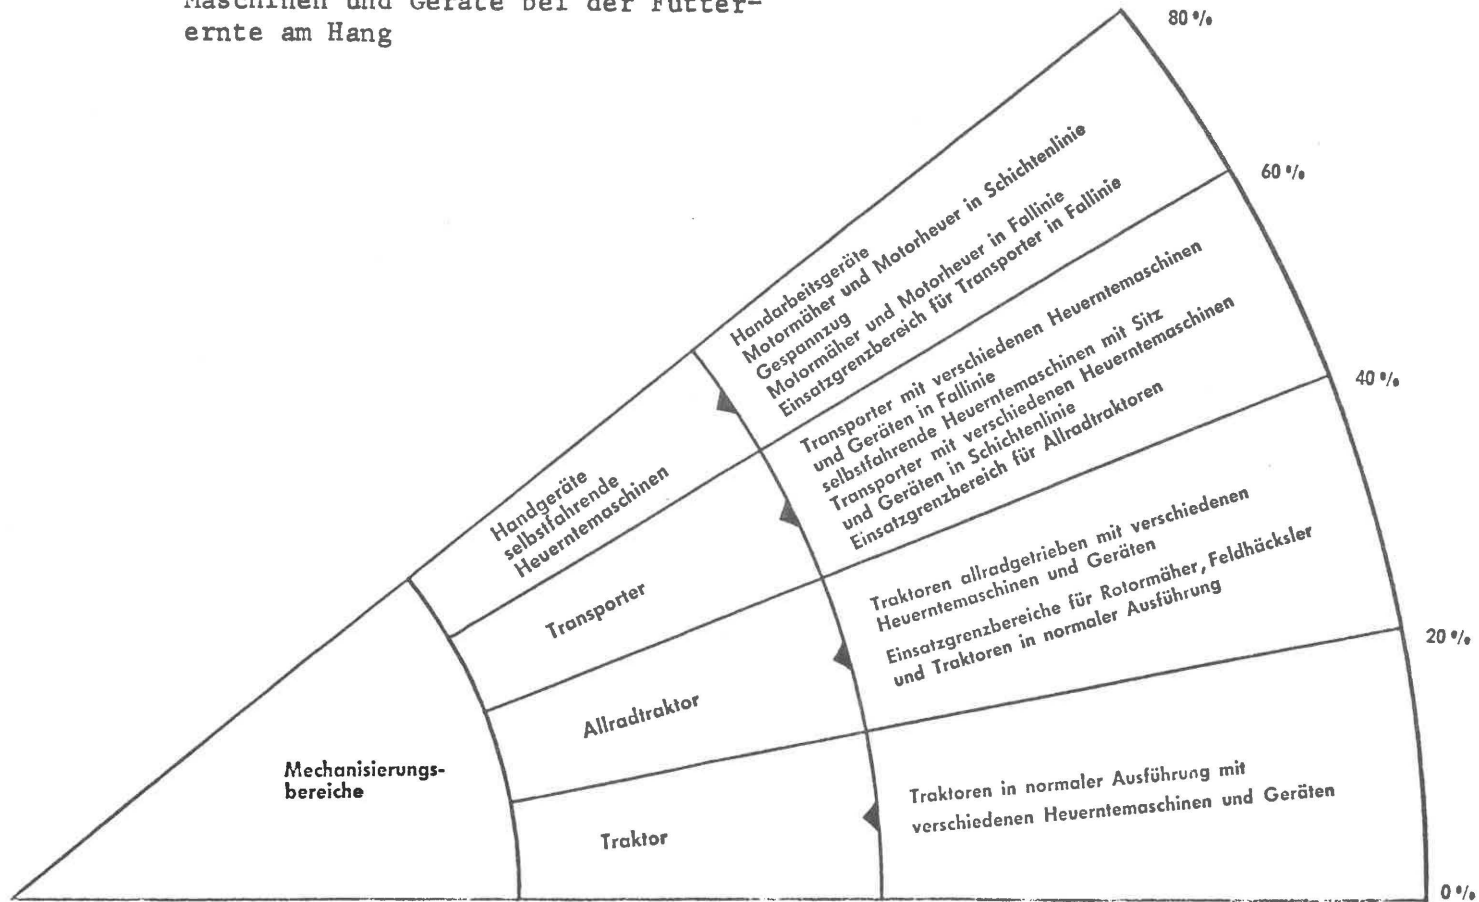 Maschinen und Geräte bei der Futter-
ernte am Hang
80 %
60 %
40 %
20 %
0 %
Handarbeitsgeräte
Motormäher und Motorheuer in Schichtenlinie
Gespannzug
Motormäher und Motorheuer in Fallinie
Einsatzgrenzbereich für Transporter in Fallinie
Transporter mit verschiedenen Heuerntemaschinen
und Geräten in Fallinie
selbstfahrende Heuerntemaschinen mit Sitz
Transporter mit verschiedenen Heuerntemaschinen
und Geräten in Schichtenlinie
Einsatzgrenzbereich für Allradtraktoren
Traktoren allradgetrieben mit verschiedenen
Heuerntemaschinen und Geräten
Einsatzgrenzbereiche für Rotormäher, Feldhäcksler
und Traktoren in normaler Ausführung
Traktoren in normaler Ausführung mit
verschiedenen Heuerntemaschinen und Geräten
Handgeräte
selbstfahrende
Heuerntemaschinen
Transporter
Allradtraktor
Traktor
Mechanisierungs-
bereiche